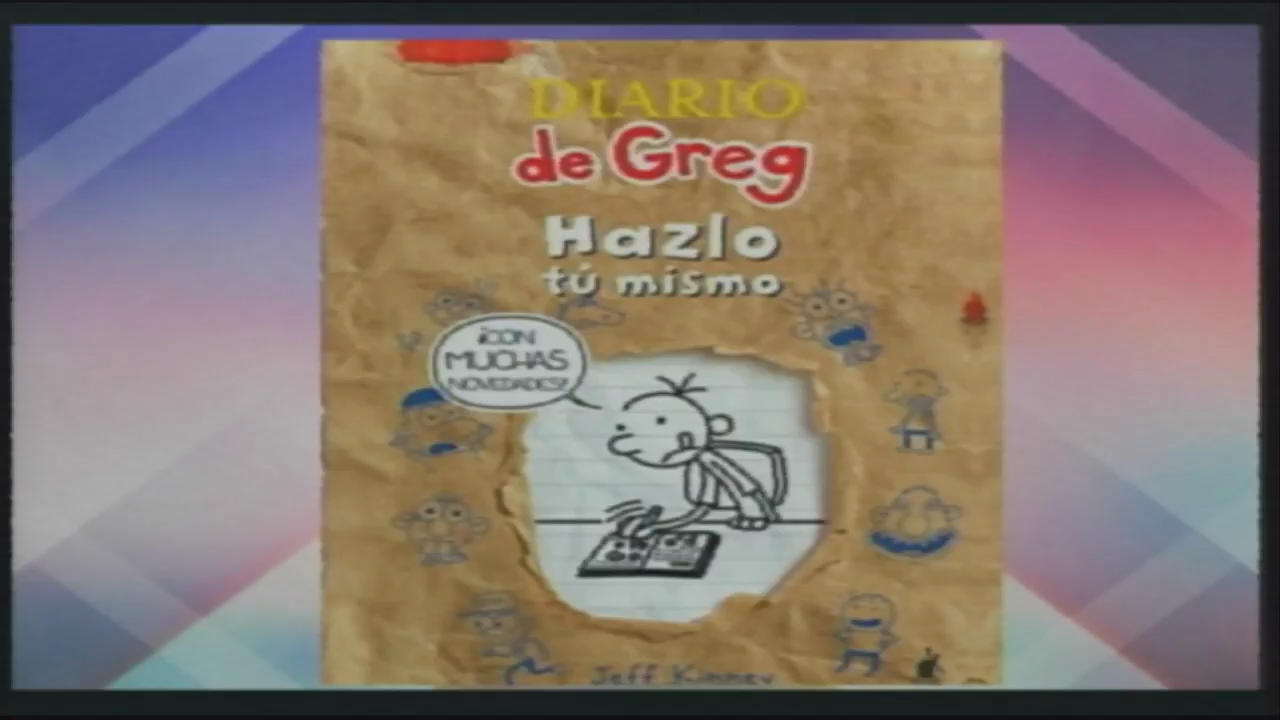 DIARIO
de Greg
Hazlo
tú mismo
¡CON
MUCHAS
NOVEDADES!
Jeff Kinney